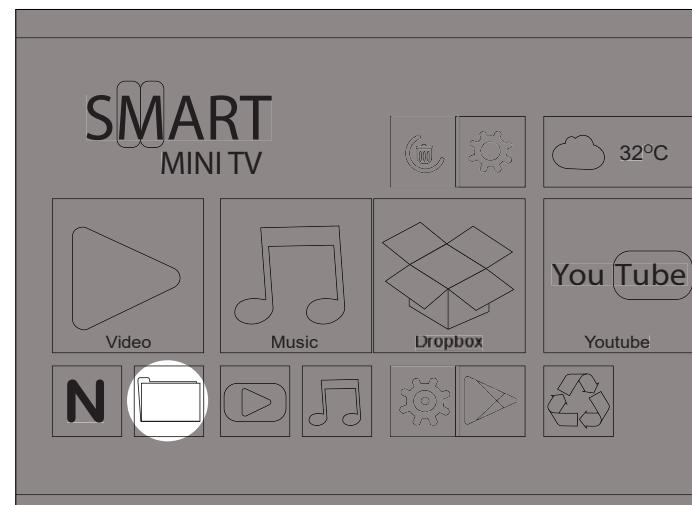 SMART
MINI TV
32°C
You Tube
Video
Music
Dropbox
Youtube
N